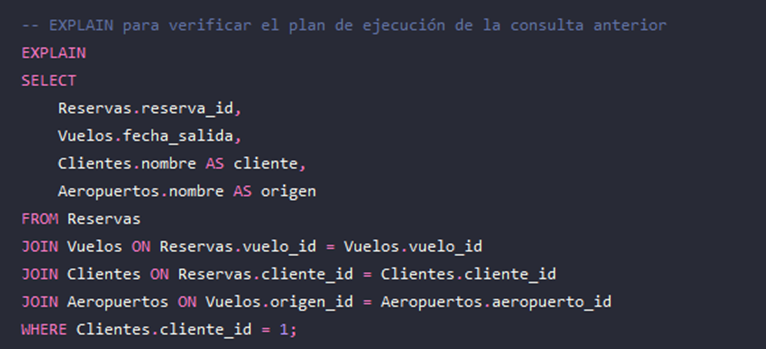 -- EXPLAIN para verificar el plan de ejecución de la consulta anterior
EXPLAIN
SELECT
    Reservas.reserva_id,
    Vuelos.fecha_salida,
    Clientes.nombre AS cliente,
    Aeropuertos.nombre AS origen
FROM Reservas
JOIN Vuelos ON Reservas.vuelo_id = Vuelos.vuelo_id
JOIN Clientes ON Reservas.cliente_id = Clientes.cliente_id
JOIN Aeropuertos ON Vuelos.origen_id = Aeropuertos.aeropuerto_id
WHERE Clientes.cliente_id = 1;